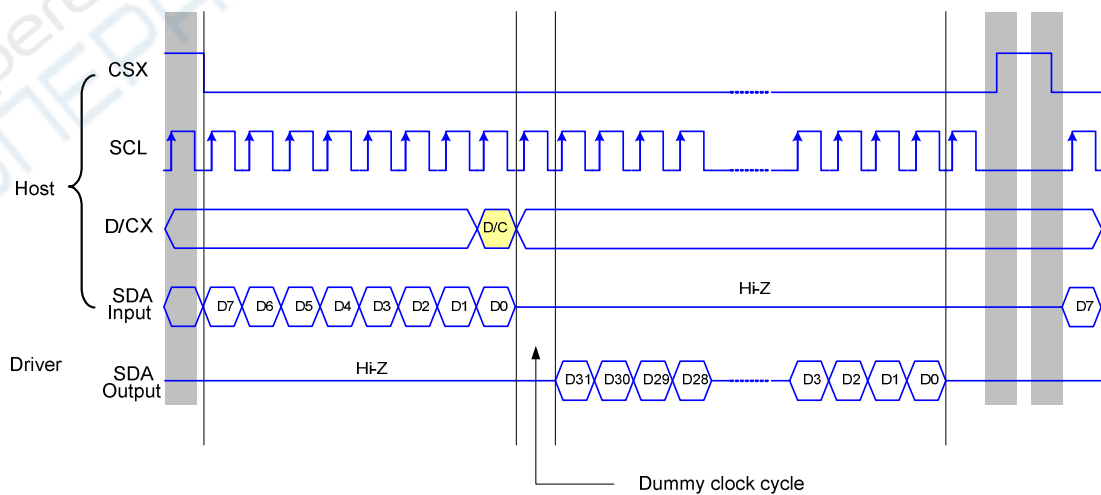 CSX
SCL
Host
D/CX
D/C
SDA
Input
D7 D6 D5 D4 D3 D2 D1 D0
Hi-Z
D7
Driver
SDA
Output
Hi-Z
D31 D30 D29 D28
D3 D2 D1 D0
Dummy clock cycle